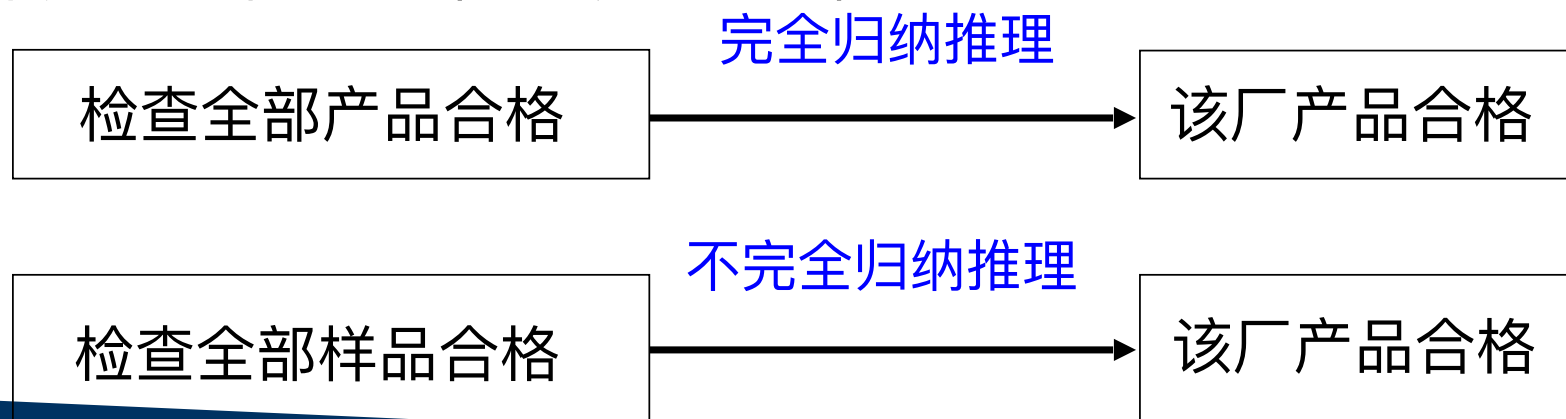 完全归纳推理
检查全部产品合格
该厂产品合格
不完全归纳推理
检查全部样品合格
该厂产品合格